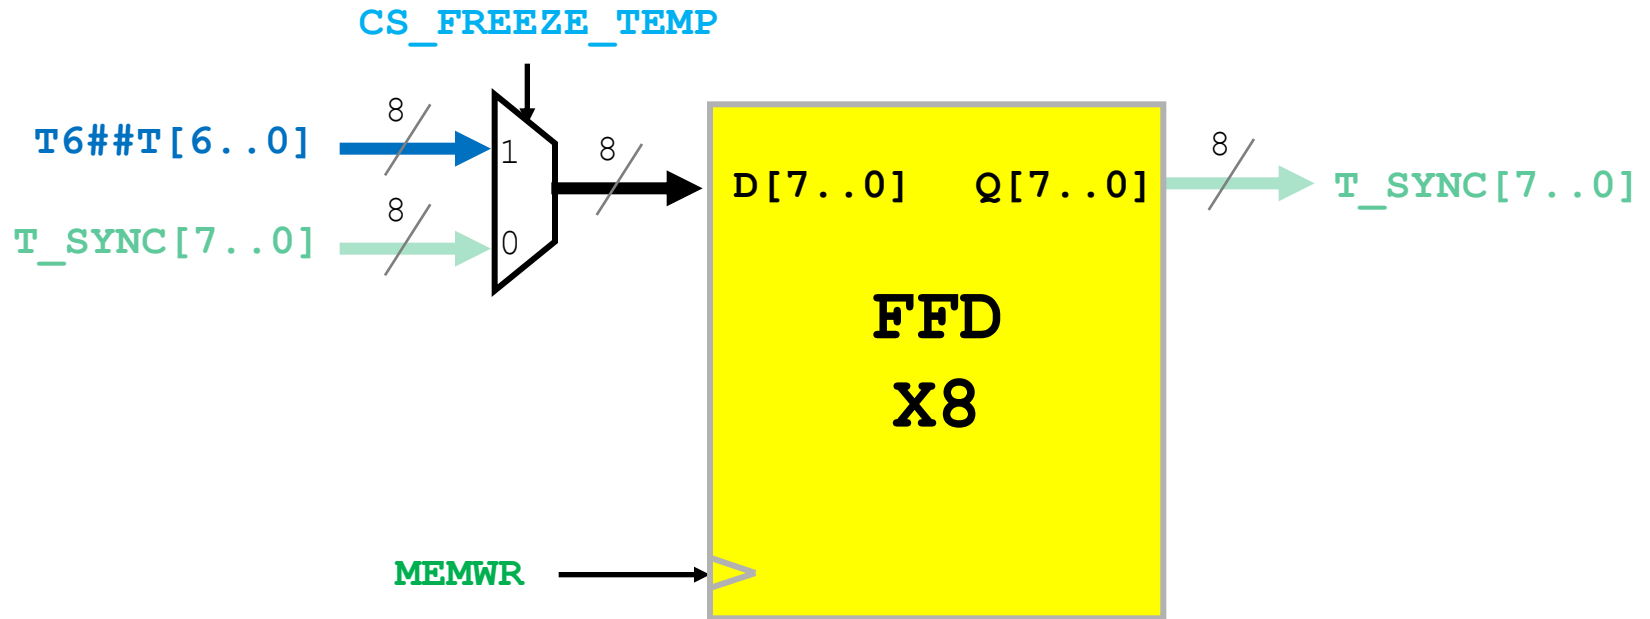 CS_FREEZE_TEMP
8
T6##T[6..0]
1
8
8
D[7..0] Q[7..0]
T_SYNC[7..0]
8
T_SYNC[7..0]
0
FFD
X8
MEMWR